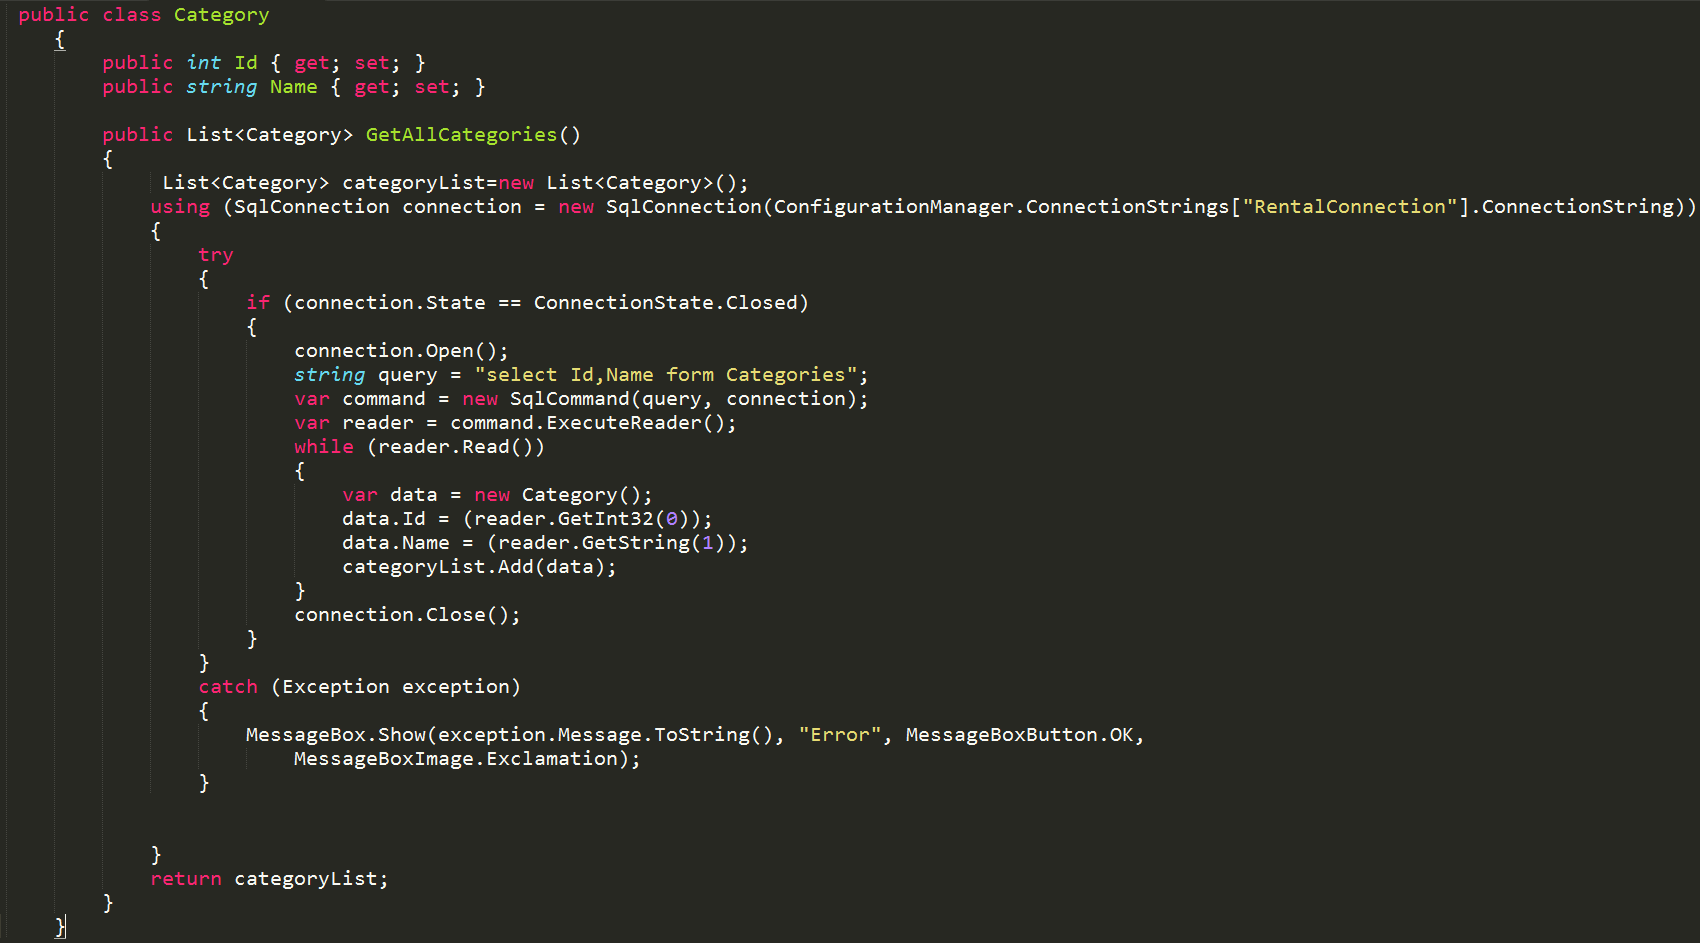 public class Category
{
public int Id { get; set; }
public string Name { get; set; }
public List<Category> GetAllCategories()
{
List<Category> categoryList=new List<Category>();
using (SqlConnection connection = new SqlConnection(ConfigurationManager.ConnectionStrings["RentalConnection"].ConnectionString))
{
try
{
if (connection.State == ConnectionState.Closed)
{
connection.Open();
string query = "select Id,Name form Categories";
var command = new SqlCommand(query, connection);
var reader = command.ExecuteReader();
while (reader.Read())
{
var data = new Category();
data.Id = (reader.GetInt32(0));
data.Name = (reader.GetString(1));
categoryList.Add(data);
}
connection.Close();
}
}
catch (Exception exception)
{
MessageBox.Show(exception.Message.ToString(), "Error", MessageBoxButton.OK,
MessageBoxImage.Exclamation);
}
}
return categoryList;
}
}